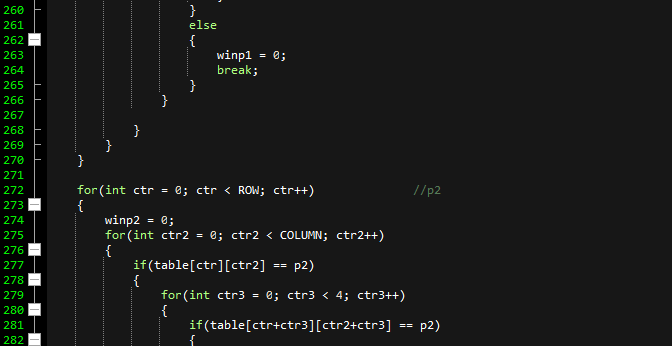 260 }
261 else
262 {
263 winp1 = 0;
264 break;
265 }
266 }
267
268 }
269 }
270 }
271
272 for(int ctr = 0; ctr < ROW; ctr++) //p2
273 {
274 winp2 = 0;
275 for(int ctr2 = 0; ctr2 < COLUMN; ctr2++)
276 {
277 if(table[ctr][ctr2] == p2)
278 {
279 for(int ctr3 = 0; ctr3 < 4; ctr3++)
280 {
281 if(table[ctr+ctr3][ctr2+ctr3] == p2)
282 {